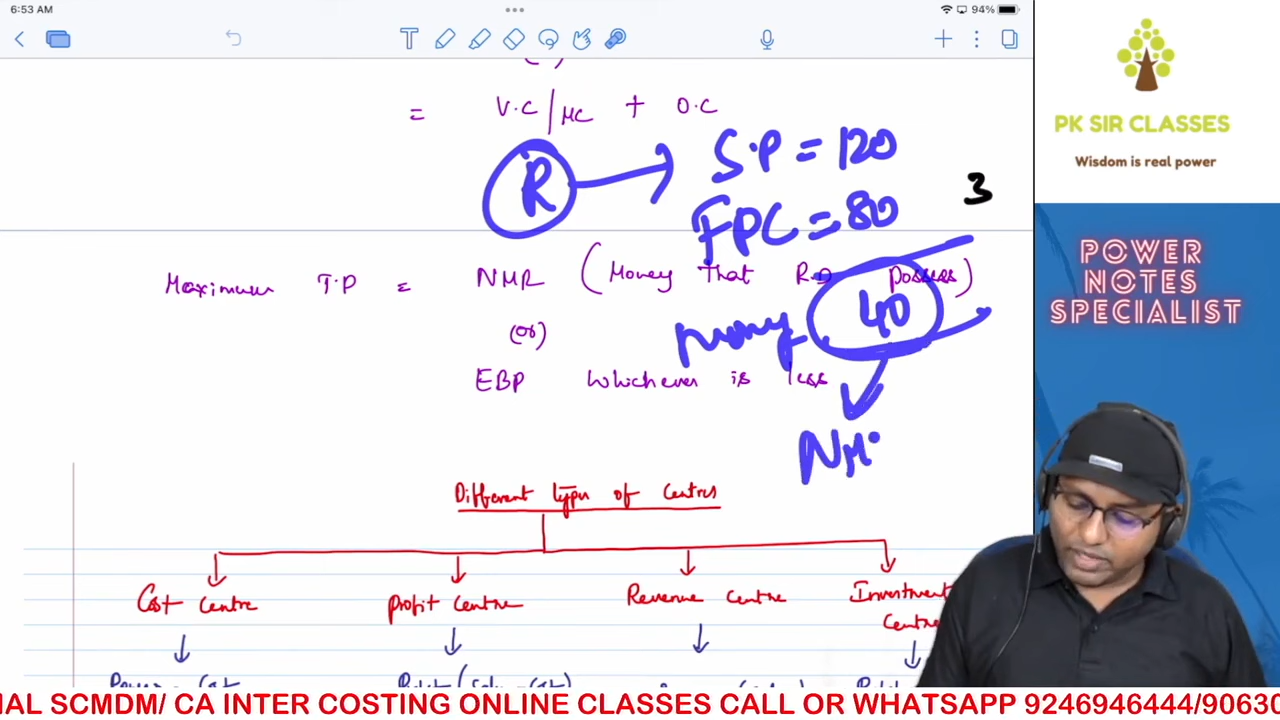 6:53 AM
94%
T
= V.C/MC + O.C
R → S.P = 120
FPC = 80
3
Maximum T.P = NMR (Money that R.D possess)
Money 40
(or)
EBP whichever is less
NM
Different types of Centres
Cost Centre Profit Centre Revenue Centre Investment Centre
PK SIR CLASSES
Wisdom is real power
POWER
NOTES
SPECIALIST
IAL SCMDM/ CA INTER COSTING ONLINE CLASSES CALL OR WHATSAPP 9246946444/90630